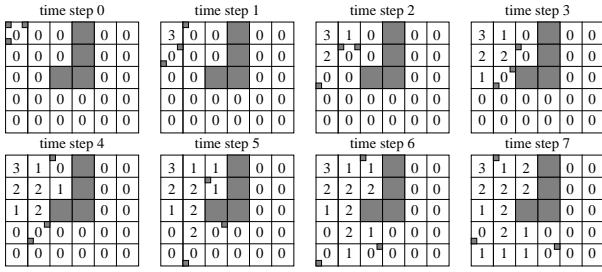 time step 0
0 0 0 0 0
0 0 0 0 0
0 0 0 0
0 0 0 0 0 0
0 0 0 0 0 0
time step 1
3 0 0 0 0
0 0 0 0 0
0 0 0 0
0 0 0 0 0 0
0 0 0 0 0 0
time step 2
3 1 0 0 0
2 0 0 0 0
0 0 0 0
0 0 0 0 0 0
0 0 0 0 0 0
time step 3
3 1 0 0 0
2 2 0 0 0
1 0 0 0
0 0 0 0 0 0
0 0 0 0 0 0
time step 4
3 1 0 0 0
2 2 1 0 0
1 2 0 0
0 0 0 0 0 0
0 0 0 0 0 0
time step 5
3 1 1 0 0
2 2 1 0 0
1 2 0 0
0 2 0 0 0 0
0 0 0 0 0 0
time step 6
3 1 1 0 0
2 2 2 0 0
1 2 0 0
0 2 1 0 0 0
0 1 0 0 0 0
time step 7
3 1 2 0 0
2 2 2 0 0
1 2 0 0
0 2 1 0 0 0
1 1 1 0 0 0